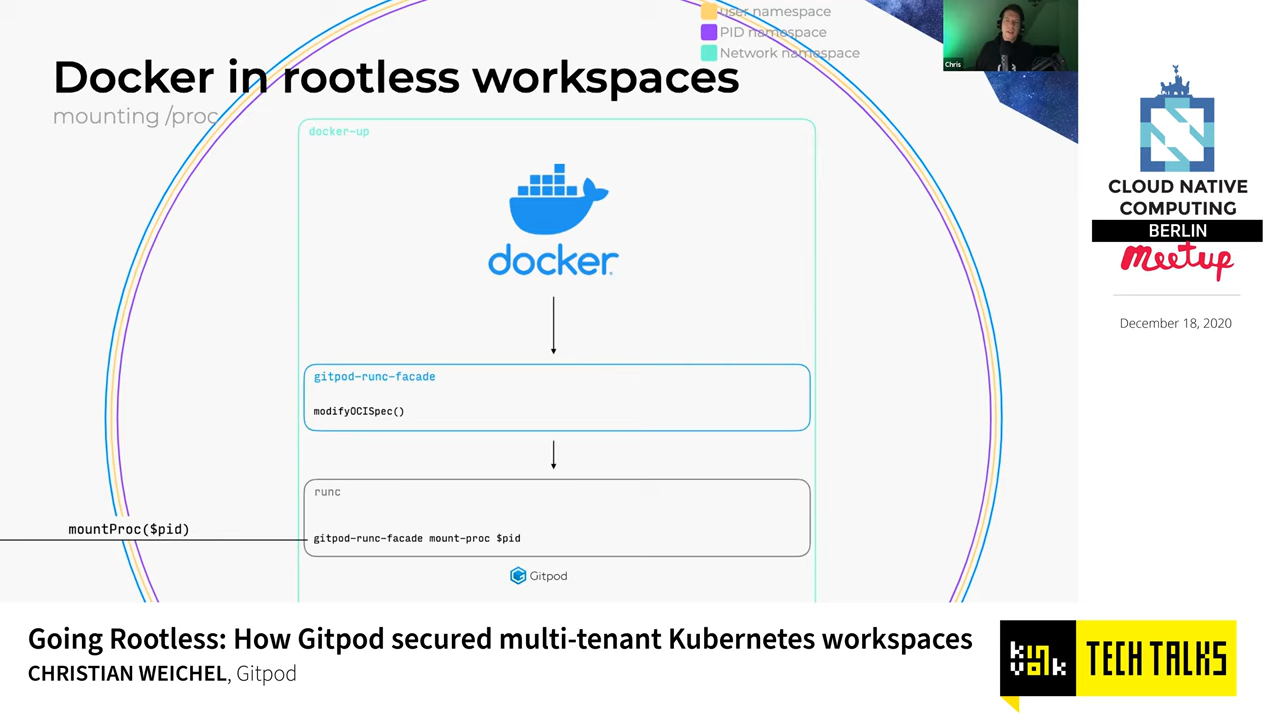 user namespace
PID namespace
Network namespace
Docker in rootless workspaces
mounting /proc
docker-up
docker
gitpod-runc-facade
modifyOCISpec()
runc
mountProc($pid)
gitpod-runc-facade mount-proc $pid
Gitpod
Chris
CLOUD NATIVE
COMPUTING
BERLIN
meetup
December 18, 2020
Going Rootless: How Gitpod secured multi-tenant Kubernetes workspaces
CHRISTIAN WEICHEL, Gitpod
kinvolk
TECH TALKS